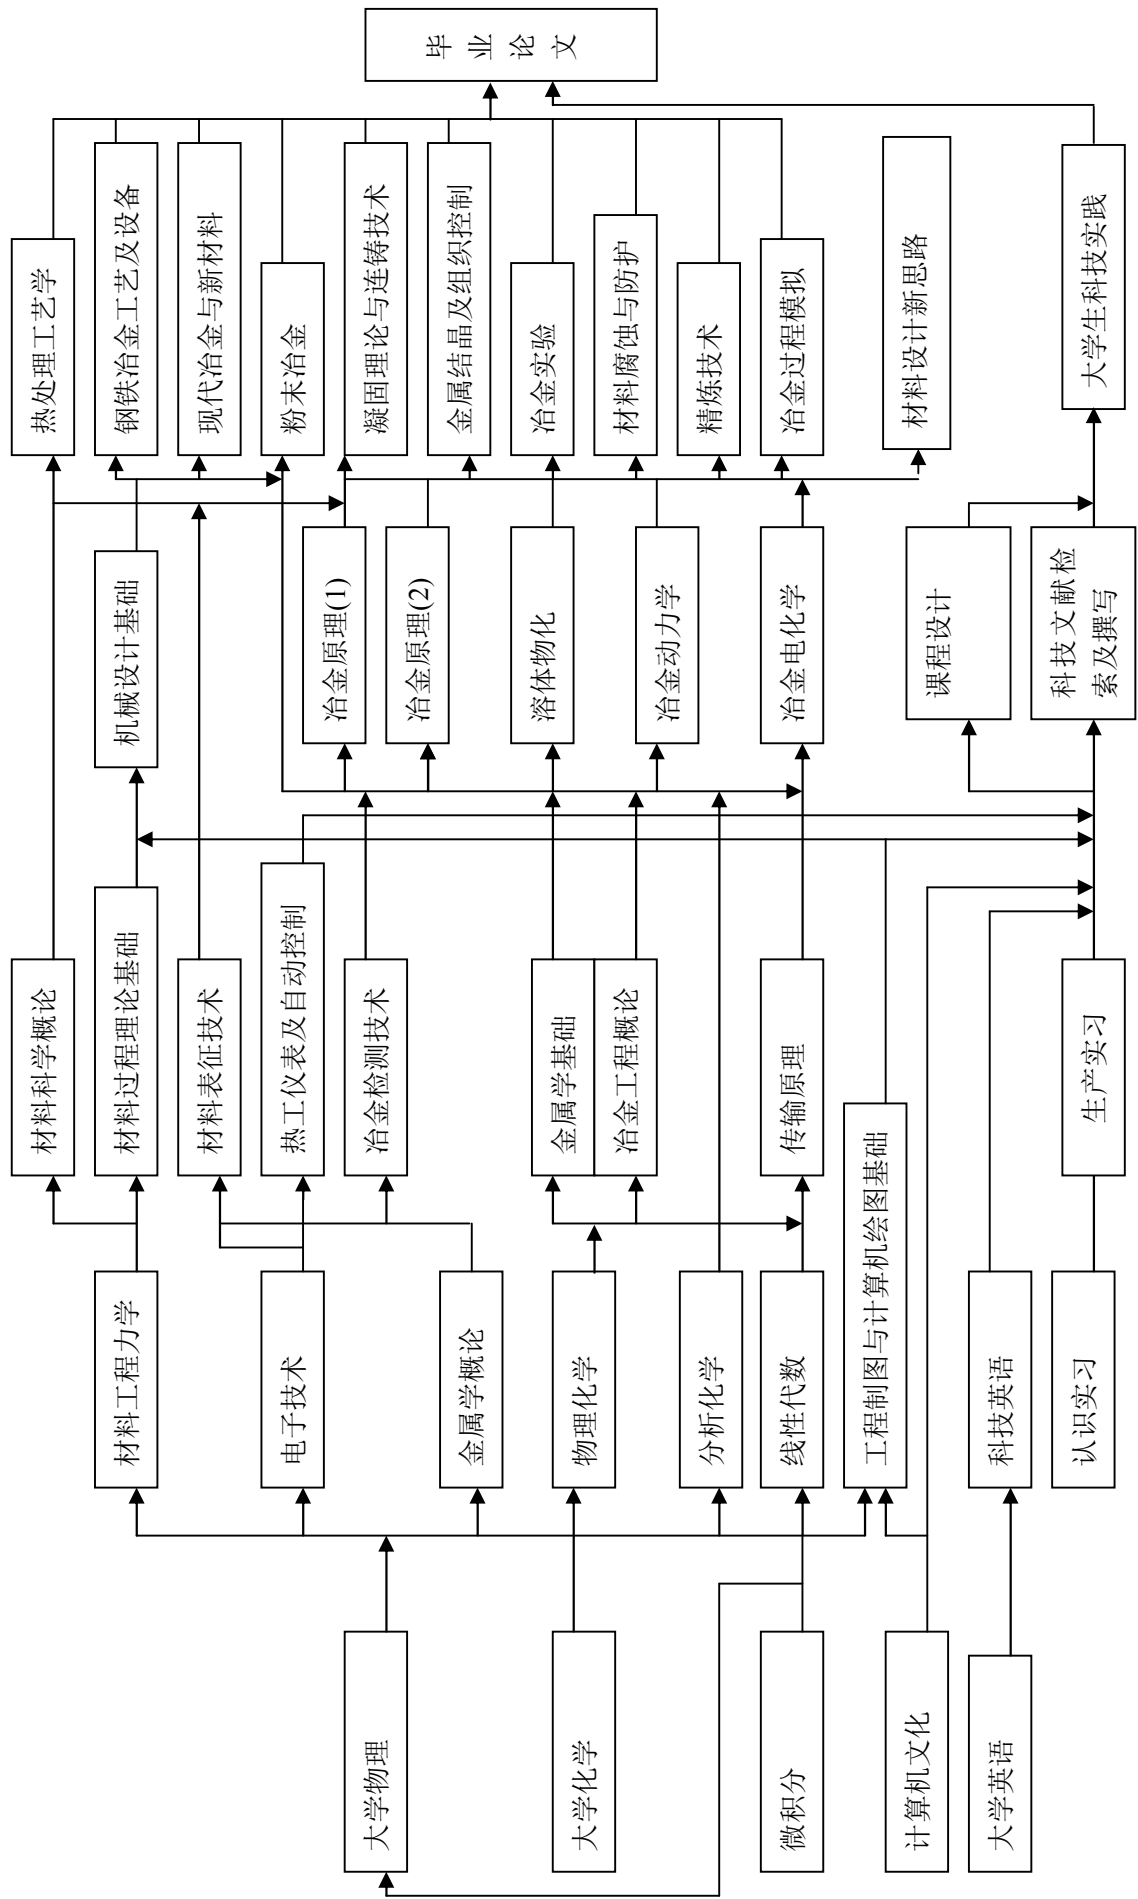 毕业论文
热处理工艺学
钢铁冶金工艺及设备
现代冶金与新材料
粉末冶金
凝固理论与连铸技术
金属结晶及组织控制
冶金实验
材料腐蚀与防护
精炼技术
冶金过程模拟
材料设计新思路
大学生科技实践
机械设计基础
冶金原理(1)
冶金原理(2)
溶体物化
冶金动力学
冶金电化学
课程设计
科技文献检
索及撰写
材料科学概论
材料过程理论基础
材料表征技术
热工仪表及自动控制
冶金检测技术
金属学基础
冶金工程概论
传输原理
工程制图与计算机绘图基础
生产实习
材料工程力学
电子技术
金属学概论
物理化学
分析化学
线性代数
科技英语
认识实习
大学物理
大学化学
微积分
计算机文化
大学英语